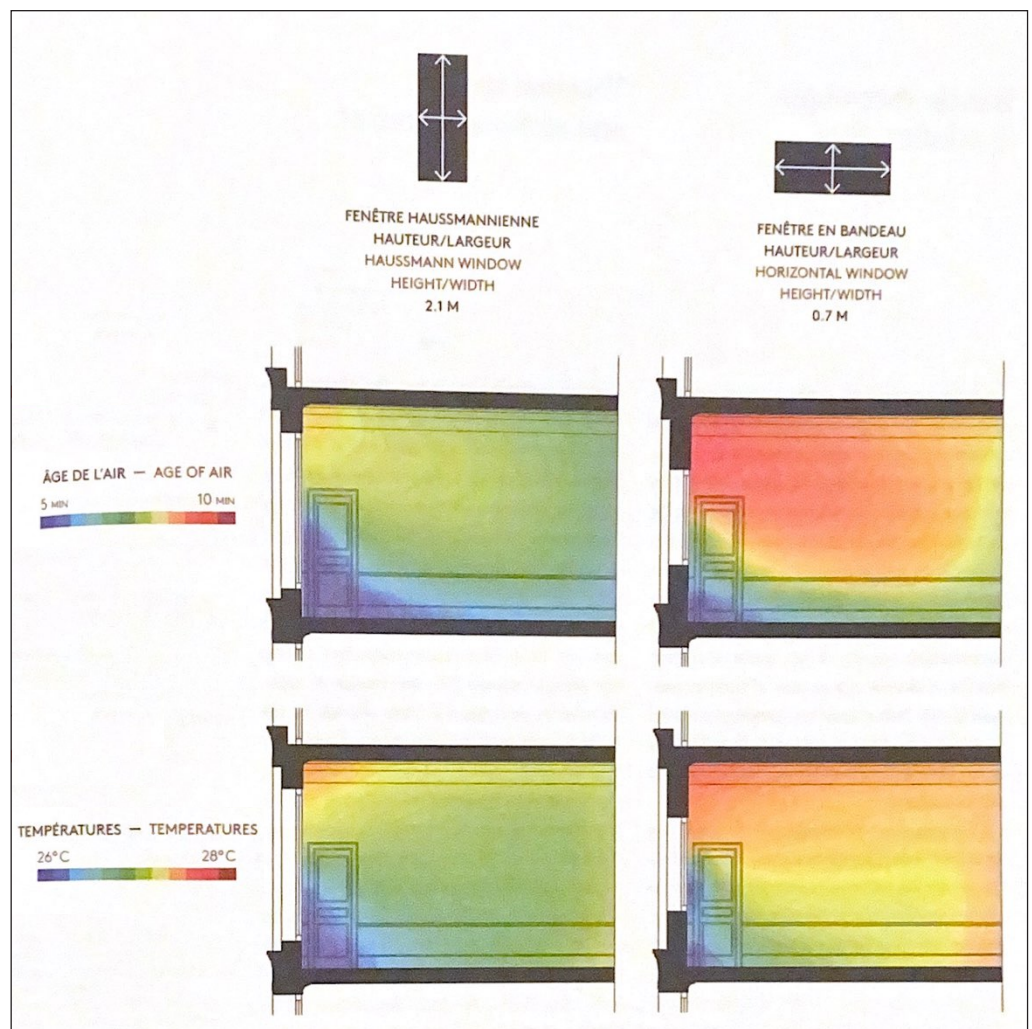 FENÊTRE HAUSSMANNIENNE
HAUTEUR/LARGEUR
HAUSSMANN WINDOW
HEIGHT/WIDTH
2.1 M
FENÊTRE EN BANDEAU
HAUTEUR/LARGEUR
HORIZONTAL WINDOW
HEIGHT/WIDTH
0.7 M
ÂGE DE L'AIR — AGE OF AIR
5 MIN 10 MIN
TEMPÉRATURES — TEMPERATURES
26°C 28°C